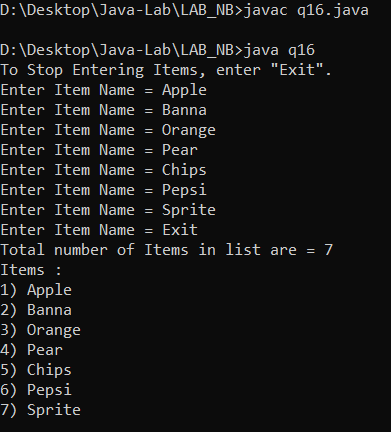 D:\Desktop\Java-Lab\LAB_NB>javac q16.java
D:\Desktop\Java-Lab\LAB_NB>java q16
To Stop Entering Items, enter "Exit".
Enter Item Name = Apple
Enter Item Name = Banna
Enter Item Name = Orange
Enter Item Name = Pear
Enter Item Name = Chips
Enter Item Name = Pepsi
Enter Item Name = Sprite
Enter Item Name = Exit
Total number of Items in list are = 7
Items :
1) Apple
2) Banna
3) Orange
4) Pear
5) Chips
6) Pepsi
7) Sprite